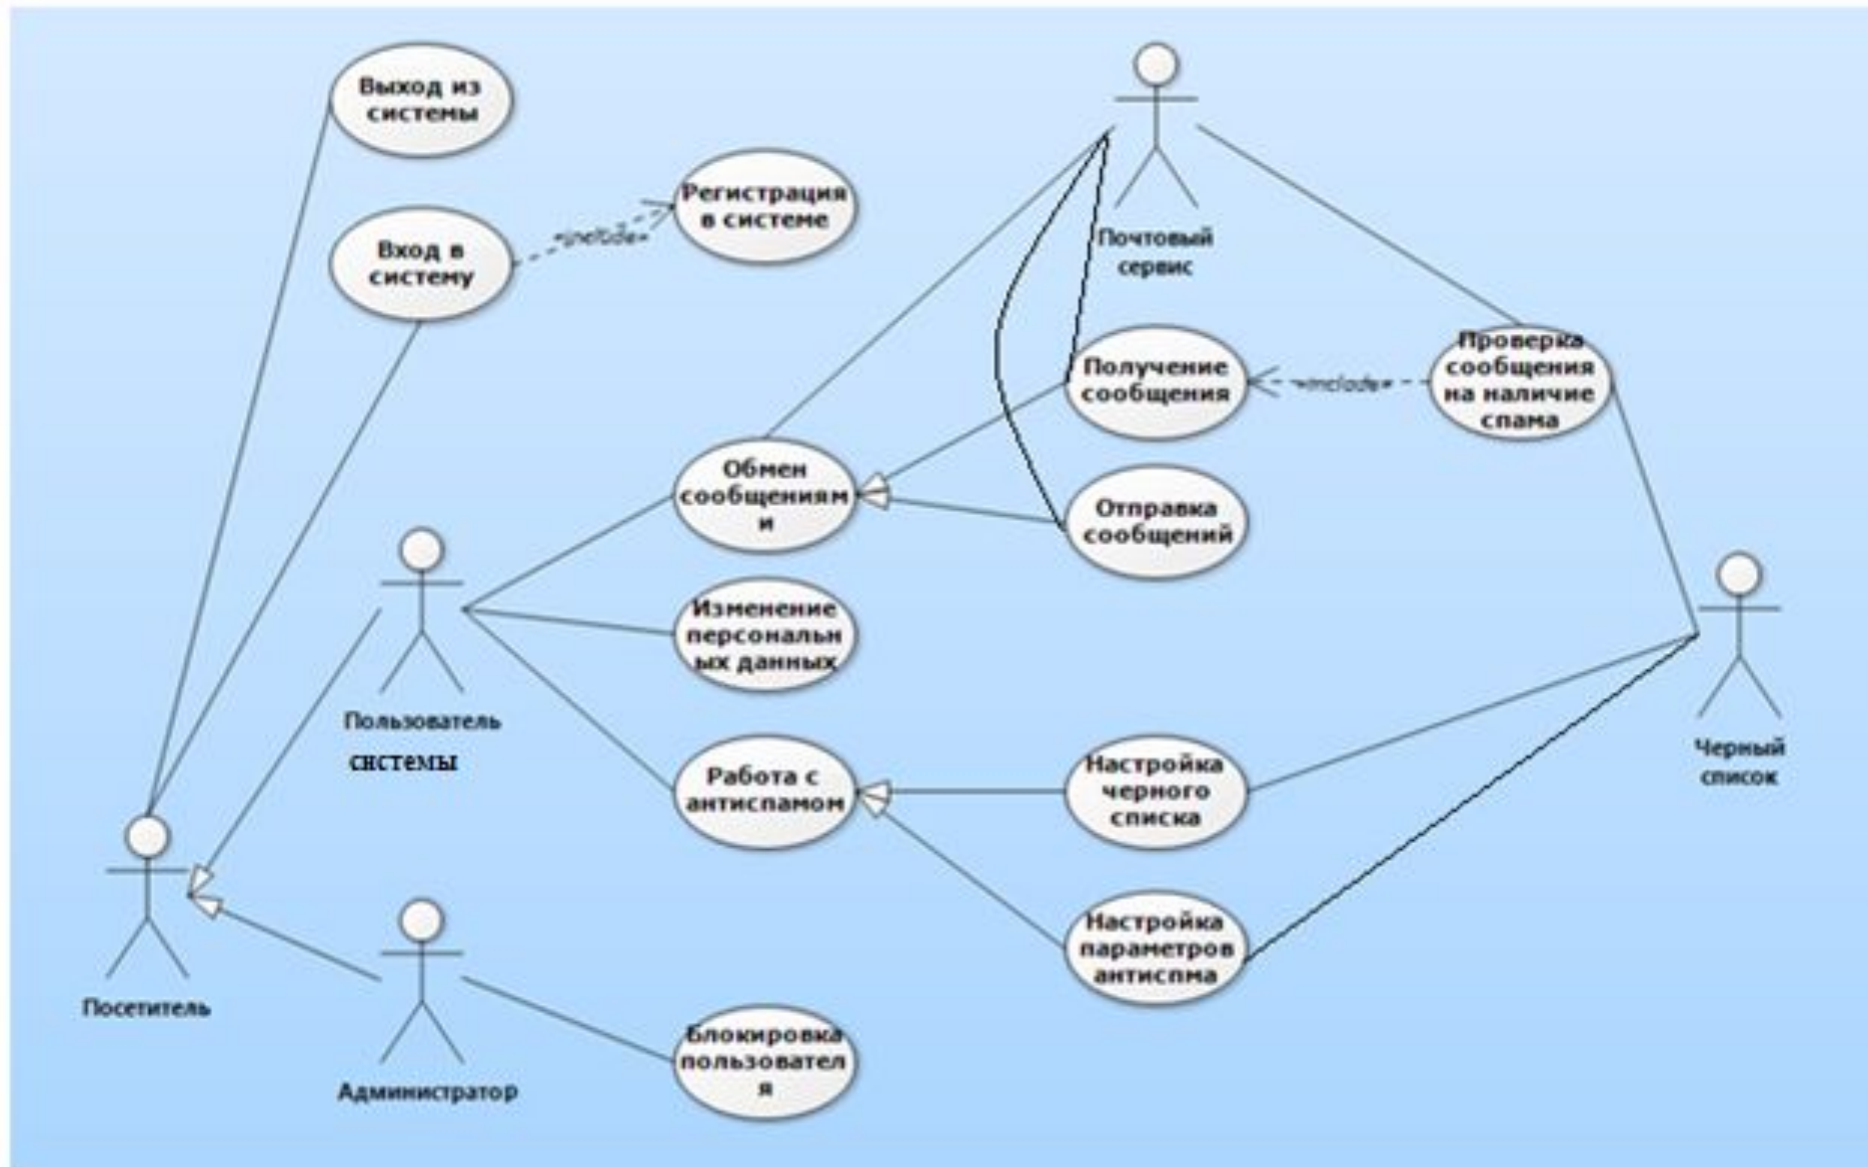 Выход из
системы
Регистрация
в системе
«include»
Вход в
систему
Почтовый
сервис
Получение
сообщения
«include»
Проверка
сообщения
на наличие
спама
Обмен
сообщениям
и
Отправка
сообщений
Изменение
персональн
ых данных
Пользователь
системы
Черный
список
Работа с
антиспамом
Настройка
черного
списка
Настройка
параметров
антиспма
Посетитель
Администратор
Блокировка
пользовател
я